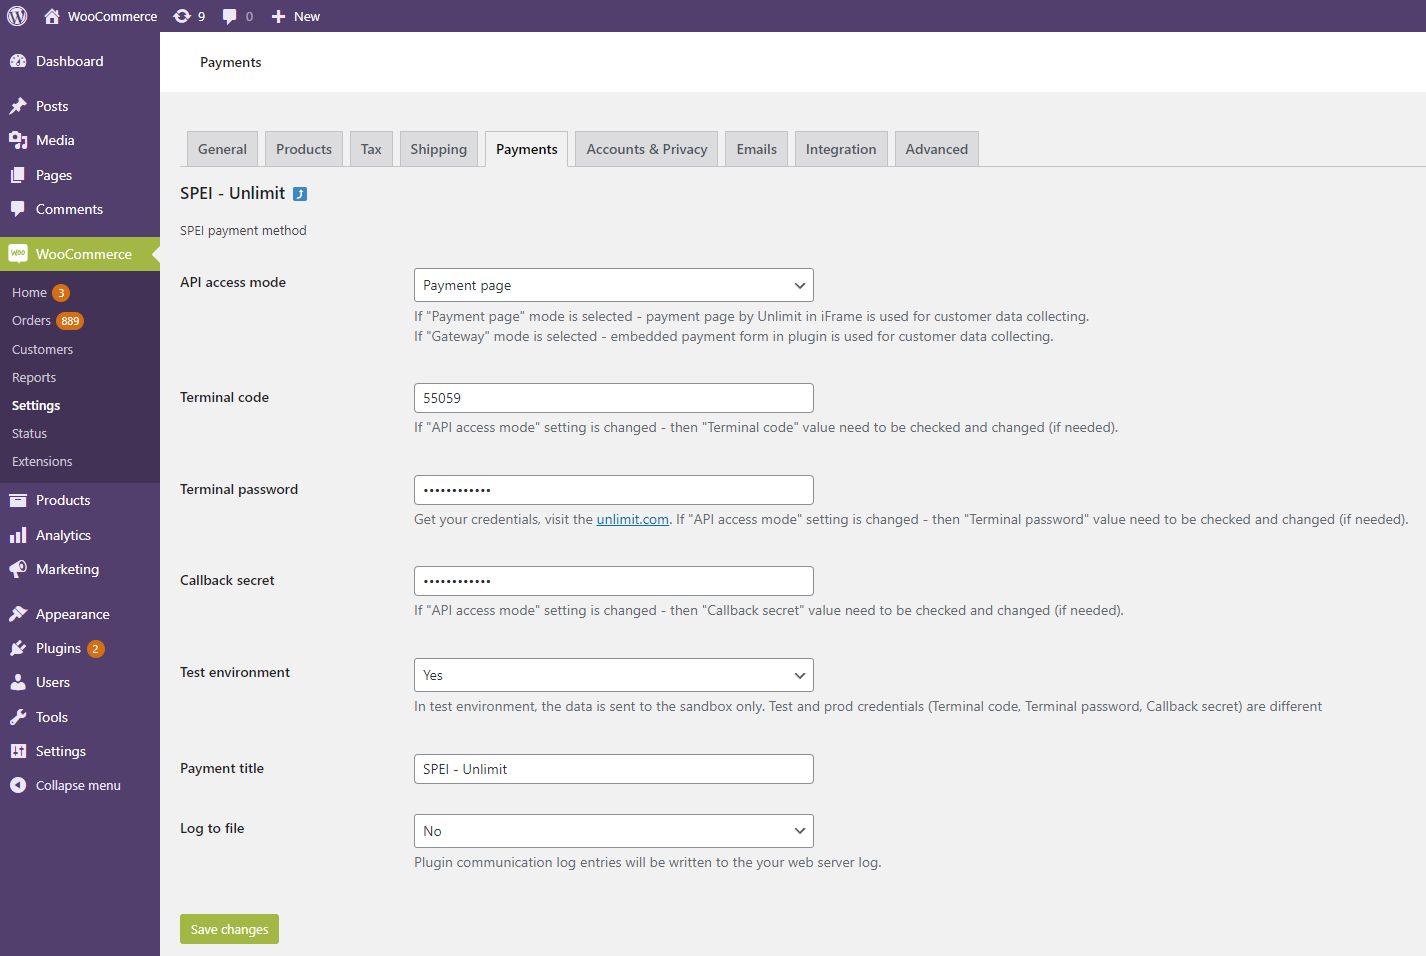 WooCommerce 9 0 New
Dashboard
Posts
Media
Pages
Comments
WOO WooCommerce
Home 3
Orders 889
Customers
Reports
Settings
Status
Extensions
Products
Analytics
Marketing
Appearance
Plugins 2
Users
Tools
Settings
Collapse menu
Payments
General Products Tax Shipping Payments Accounts & Privacy Emails Integration Advanced
SPEI - Unlimit
SPEI payment method
API access mode Payment page
If "Payment page" mode is selected - payment page by Unlimit in iFrame is used for customer data collecting.
If "Gateway" mode is selected - embedded payment form in plugin is used for customer data collecting.
Terminal code 55059
If "API access mode" setting is changed - then "Terminal code" value need to be checked and changed (if needed).
Terminal password ••••••••••••
Get your credentials, visit the unlimit.com. If "API access mode" setting is changed - then "Terminal password" value need to be checked and changed (if needed).
Callback secret ••••••••••••
If "API access mode" setting is changed - then "Callback secret" value need to be checked and changed (if needed).
Test environment Yes
In test environment, the data is sent to the sandbox only. Test and prod credentials (Terminal code, Terminal password, Callback secret) are different
Payment title SPEI - Unlimit
Log to file No
Plugin communication log entries will be written to the your web server log.
Save changes